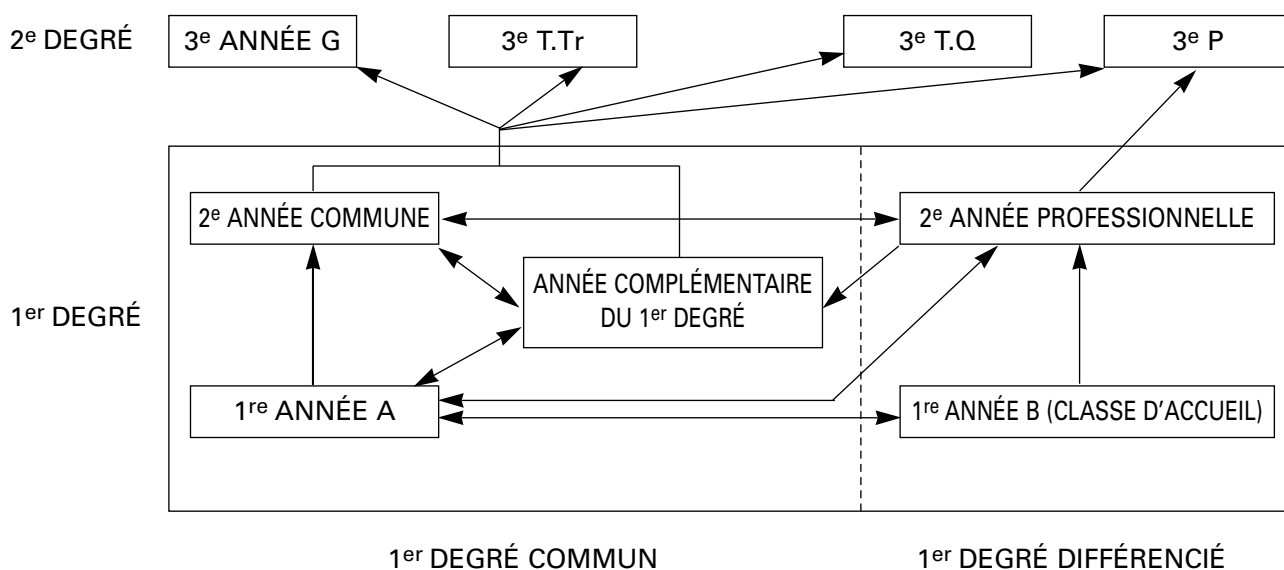 2e DEGRÉ
3e ANNÉE G
3e T.Tr
3e T.Q
3e P
2e ANNÉE COMMUNE
2e ANNÉE PROFESSIONNELLE
ANNÉE COMPLÉMENTAIRE
DU 1er DEGRÉ
1er DEGRÉ
1re ANNÉE A
1re ANNÉE B (CLASSE D'ACCUEIL)
1er DEGRÉ COMMUN
1er DEGRÉ DIFFÉRENCIÉ